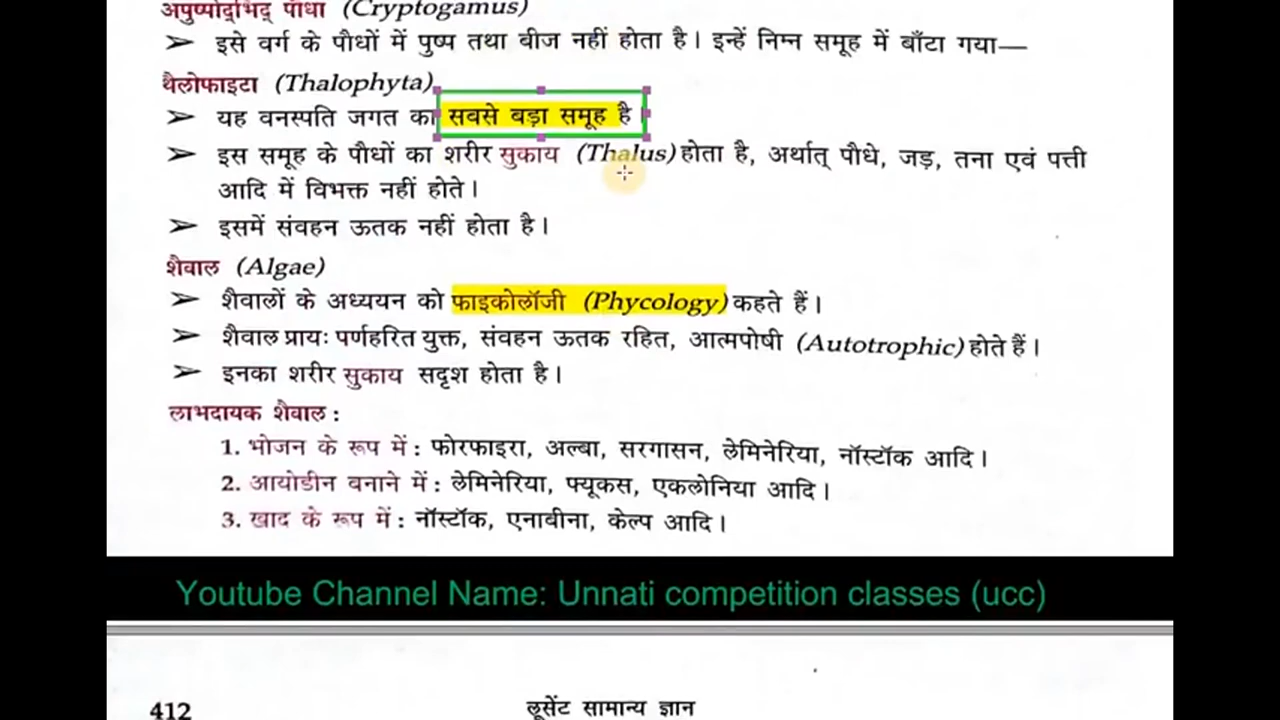 अपुष्पोद्भिद् पौधा (Cryptogamus)
➢ इसे वर्ग के पौधों में पुष्प तथा बीज नहीं होता है। इन्हें निम्न समूह में बाँटा गया—
थैलोफाइटा (Thalophyta)
➢ यह वनस्पति जगत का सबसे बड़ा समूह है।
➢ इस समूह के पौधों का शरीर सुकाय (Thalus) होता है, अर्थात् पौधे, जड़, तना एवं पत्ती
आदि में विभक्त नहीं होते।
➢ इसमें संवहन ऊतक नहीं होता है।
शैवाल (Algae)
➢ शैवालों के अध्ययन को फाइकोलॉजी (Phycology) कहते हैं।
➢ शैवाल प्रायः पर्णहरित युक्त, संवहन ऊतक रहित, आत्मपोषी (Autotrophic) होते हैं।
➢ इनका शरीर सुकाय सदृश होता है।
लाभदायक शैवाल :
1. भोजन के रूप में : फोरफाइरा, अल्बा, सरगासन, लेमिनेरिया, नॉस्टॉक आदि।
2. आयोडीन बनाने में : लेमिनेरिया, फ्यूकस, एकलोनिया आदि।
3. खाद के रूप में : नॉस्टॉक, एनाबीना, केल्प आदि।
Youtube Channel Name: Unnati competition classes (ucc)
412 लूसेंट सामान्य ज्ञान